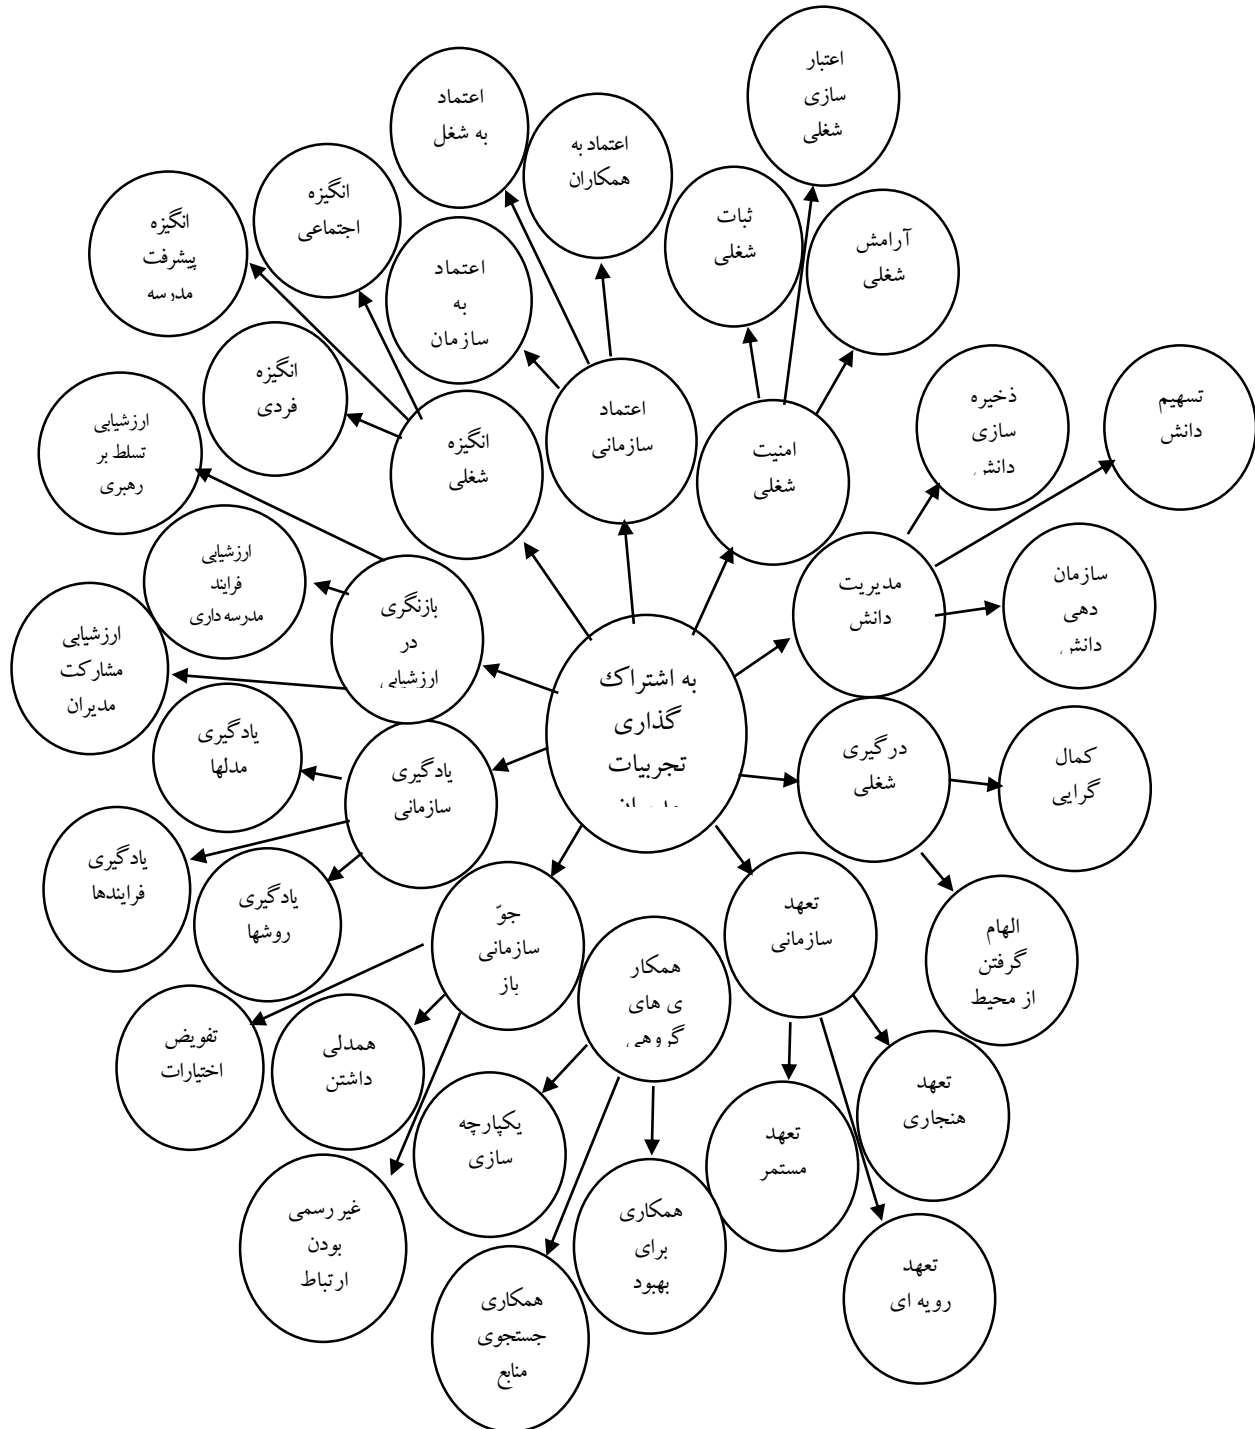 اعتبار
سازی
شغلی
اعتماد
به شغل
اعتماد به
همکاران
انگیزه
اجتماعی
ثبات
شغلی
آرامش
شغلی
انگیزه
پیشرفت
مدرسه
اعتماد
به
سازمان
انگیزه
فردی
ذخیره
سازی
دانش
تسهیم
دانش
ارزشیابی
تسلط بر
رهبری
انگیزه
شغلی
اعتماد
سازمانی
امنیت
شغلی
ارزشیابی
فرایند
مدرسه داری
بازنگری
در
ارزشیابی
مدیریت
دانش
سازمان
دهی
دانش
ارزشیابی
مشارکت
مدیران
به اشتراک
گذاری
تجربیات
یادگیری
مدلها
یادگیری
سازمانی
درگیری
شغلی
کمال
گرایی
یادگیری
فرایندها
یادگیری
روشها
جوّ
سازمانی
باز
همکار
ی های
گروهی
تعهد
سازمانی
الهام
گرفتن
از محیط
تفویض
اختیارات
همدلی
داشتن
یکپارچه
سازی
تعهد
مستمر
تعهد
هنجاری
غیر رسمی
بودن
ارتباط
همکاری
جستجوی
منابع
همکاری
برای
بهبود
تعهد
رویه ای